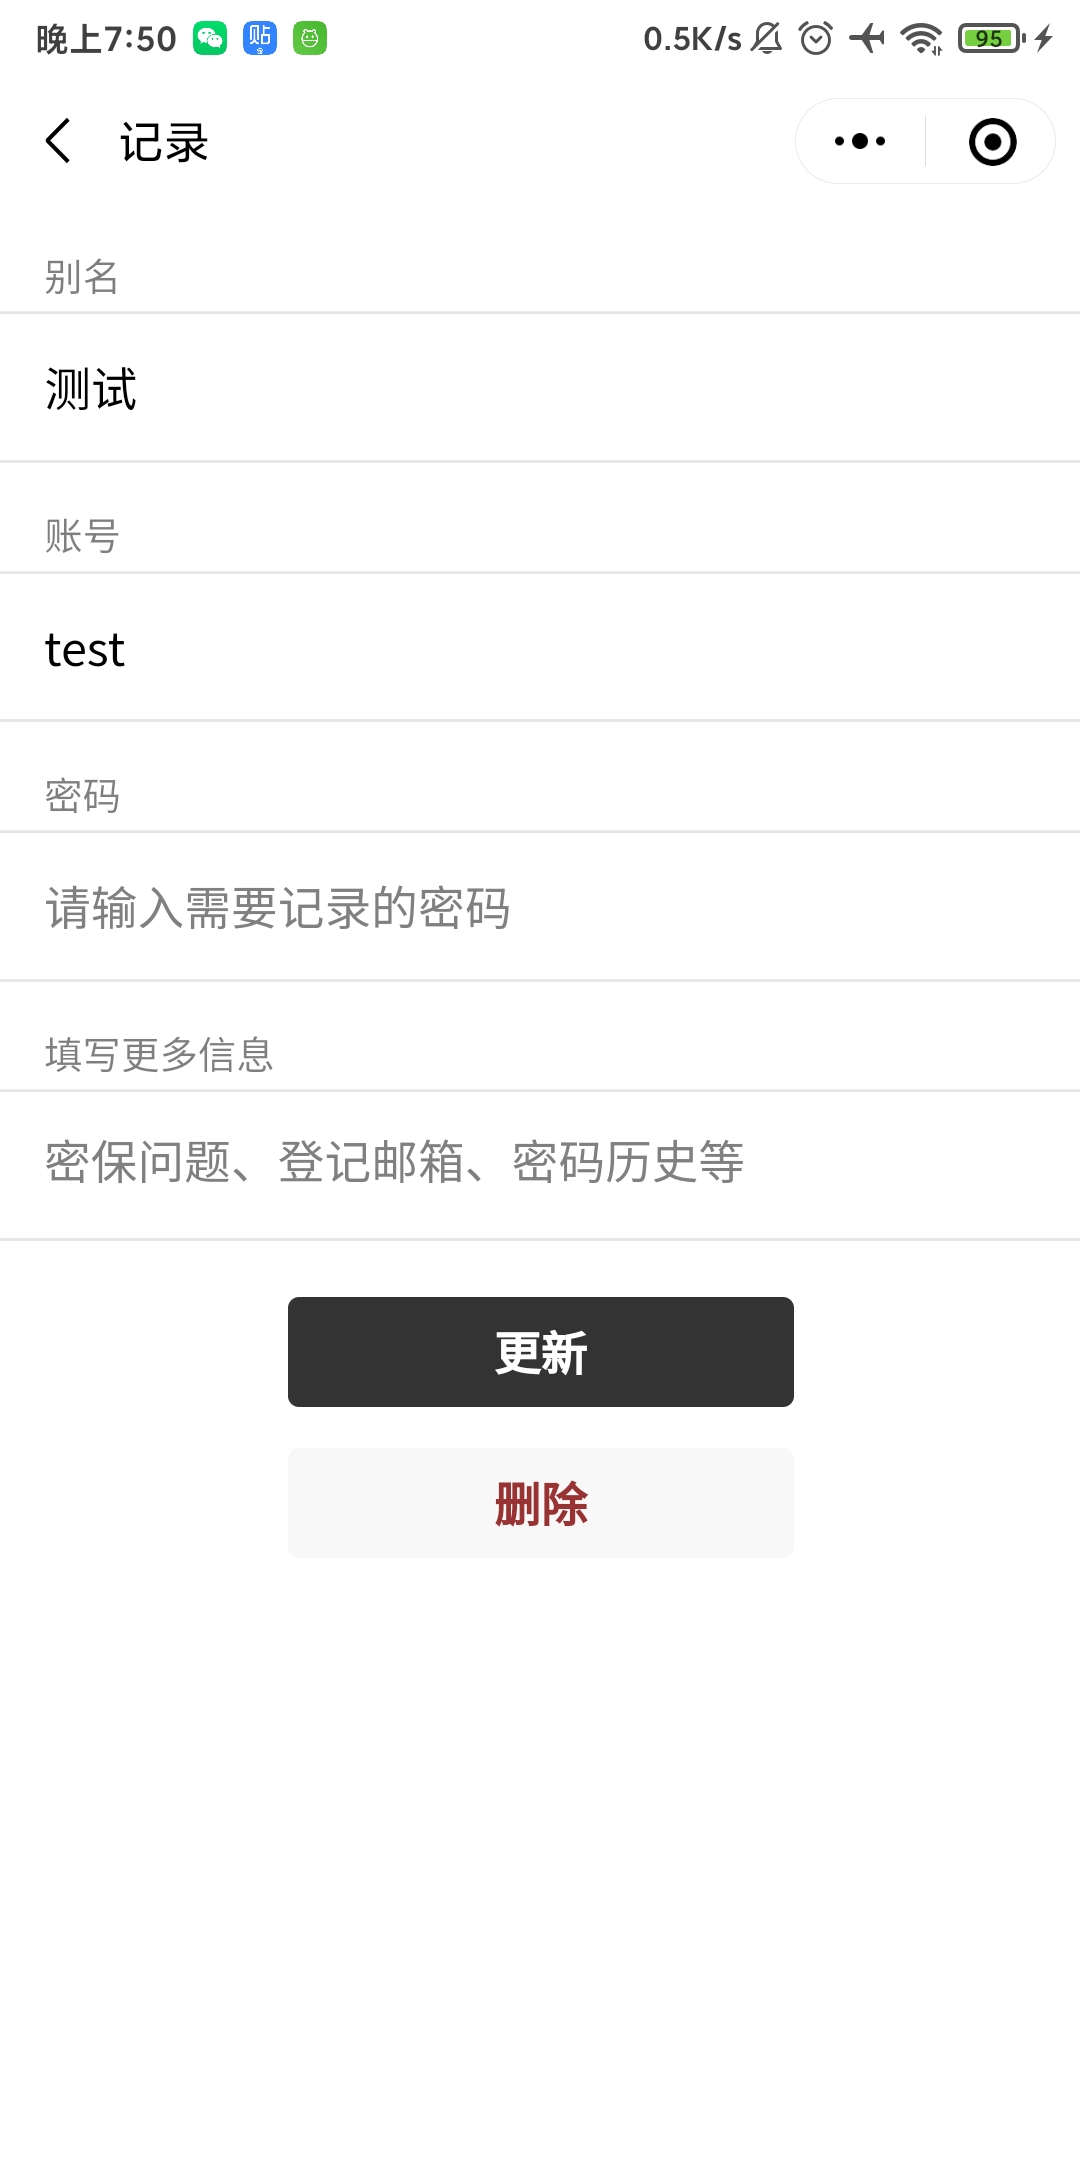 晚上7:50 贴 0.5K/s 95
记录
别名
测试
账号
test
密码
请输入需要记录的密码
填写更多信息
密保问题、登记邮箱、密码历史等
更新
删除